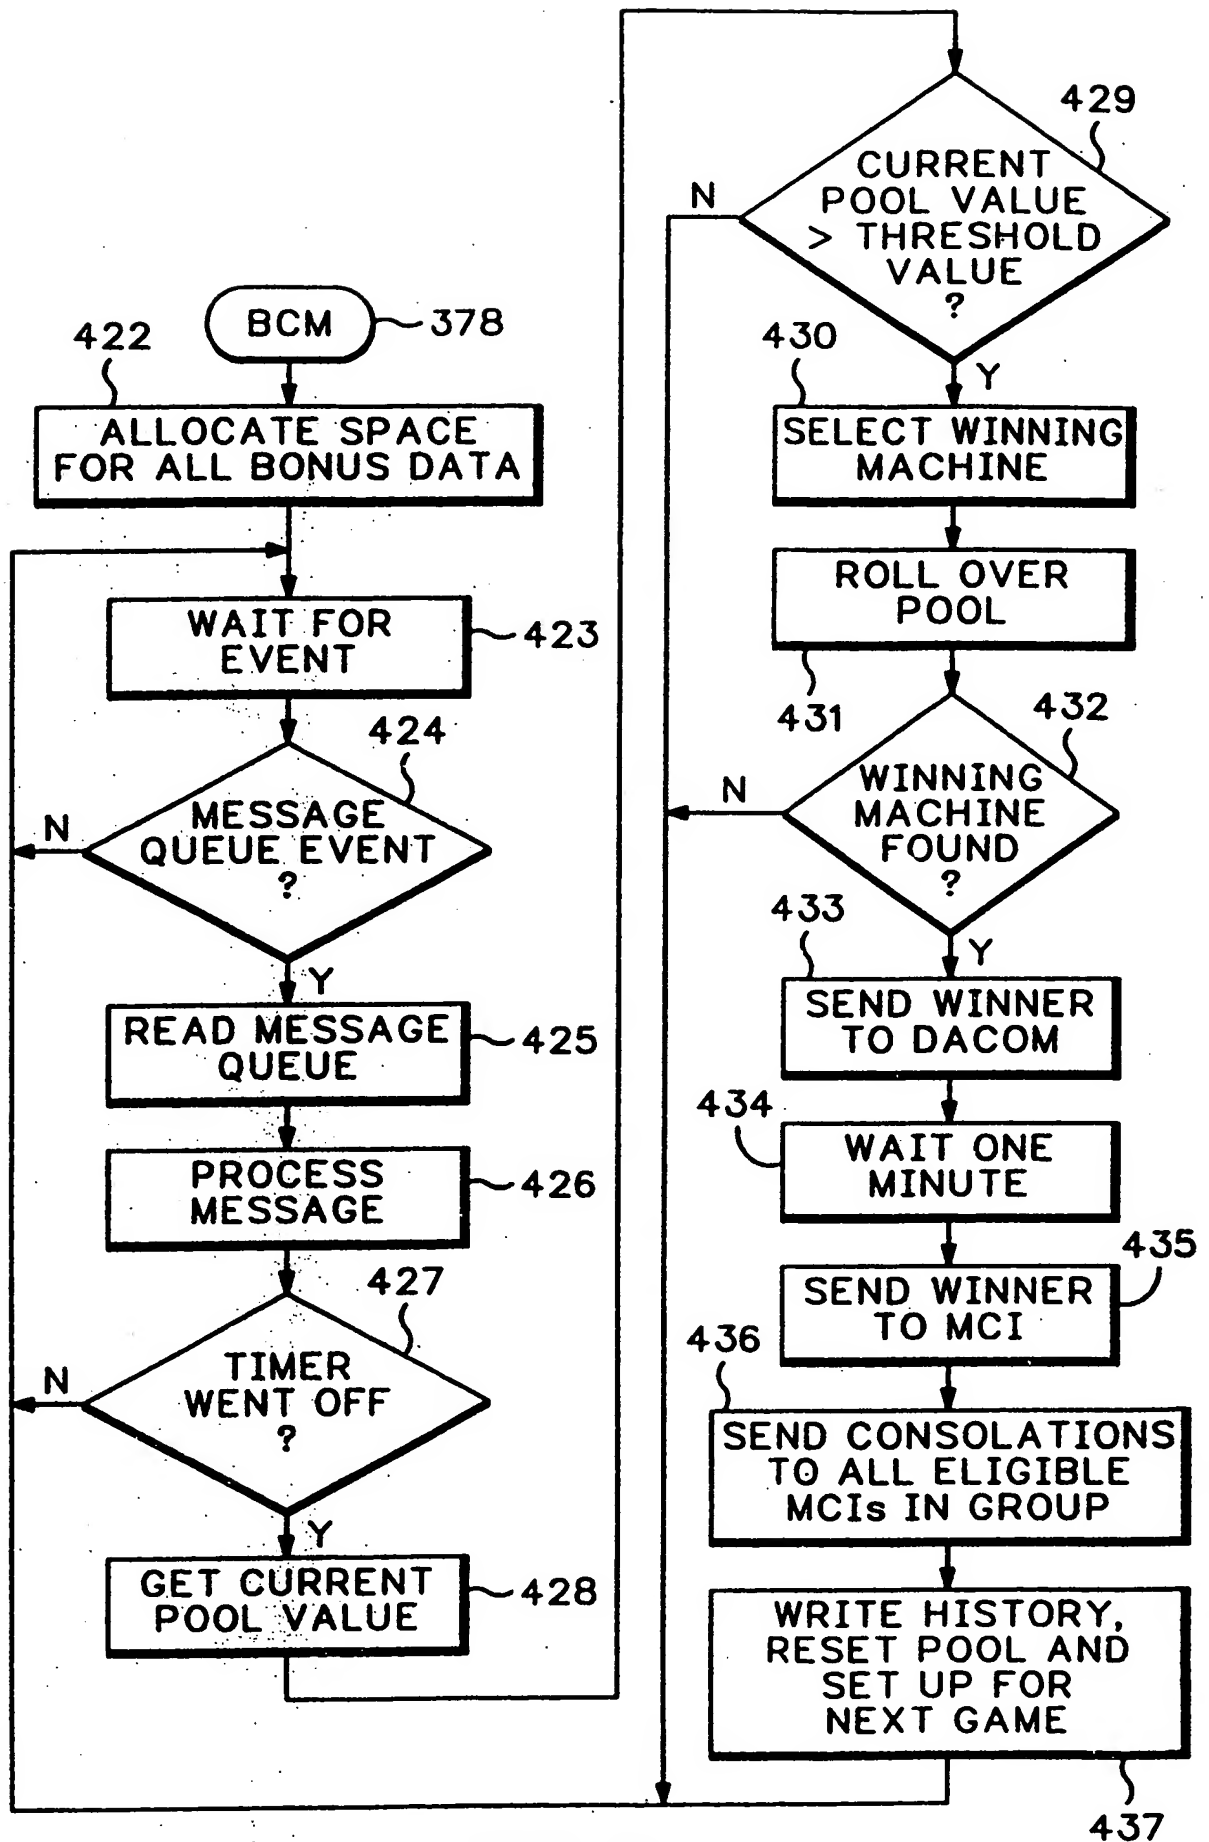 BCM
378
422
ALLOCATE SPACE
FOR ALL BONUS DATA
WAIT FOR
EVENT
423
424
MESSAGE
QUEUE EVENT
?
N
Y
READ MESSAGE
QUEUE
425
PROCESS
MESSAGE
426
427
TIMER
WENT OFF
?
N
Y
GET CURRENT
POOL VALUE
428
429
CURRENT
POOL VALUE
> THRESHOLD
VALUE
?
N
Y
430
SELECT WINNING
MACHINE
ROLL OVER
POOL
431
432
WINNING
MACHINE
FOUND
?
N
Y
433
SEND WINNER
TO DACOM
434
WAIT ONE
MINUTE
435
SEND WINNER
TO MCI
436
SEND CONSOLATIONS
TO ALL ELIGIBLE
MCIs IN GROUP
WRITE HISTORY,
RESET POOL AND
SET UP FOR
NEXT GAME
437